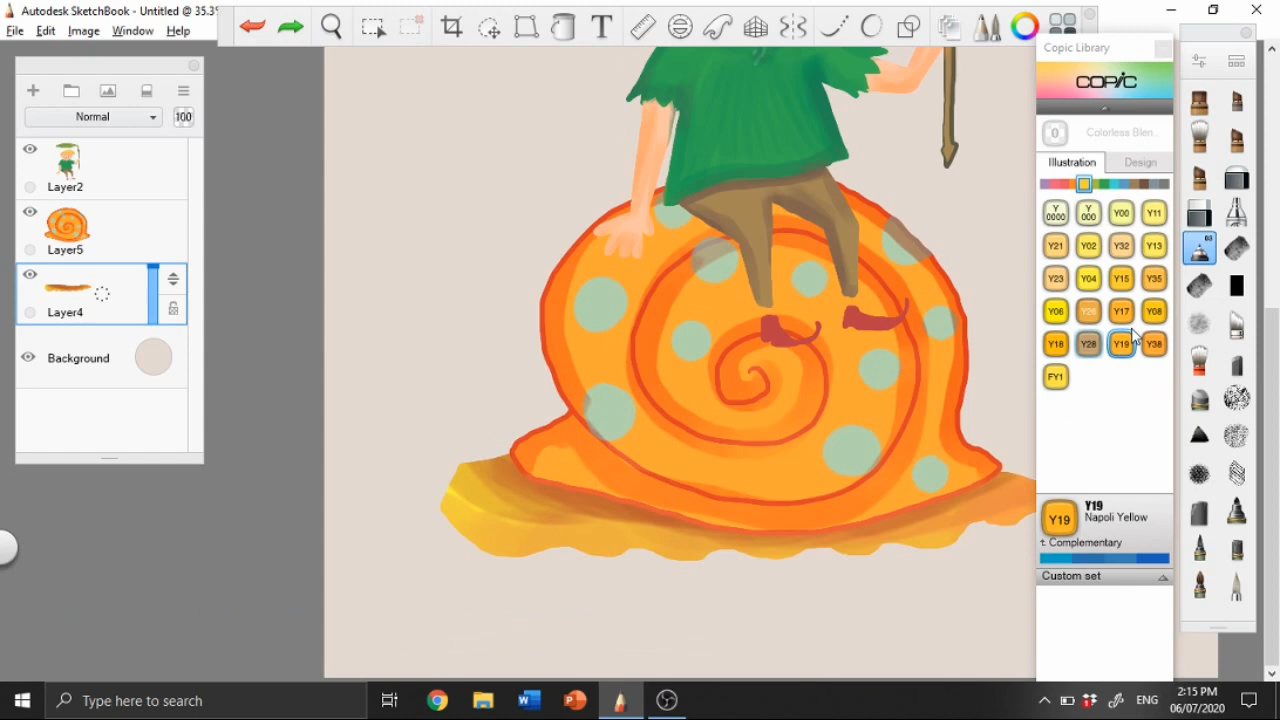 Autodesk SketchBook - Untitled @ 35.3%
File Edit Image Window Help
T
Normal
100
Layer2
Layer5
Layer4
Background
Copic Library
COPIC
0 Colorless Blen...
Illustration Design
Y0000 Y000 Y00 Y11
Y21 Y02 Y32 Y13
Y23 Y04 Y15 Y35
Y06 Y26 Y17 Y08
Y18 Y28 Y19 Y38
FY1
Y19
Y19
Napoli Yellow
t. Complementary
Custom set
Type here to search
ENG
2:15 PM
06/07/2020